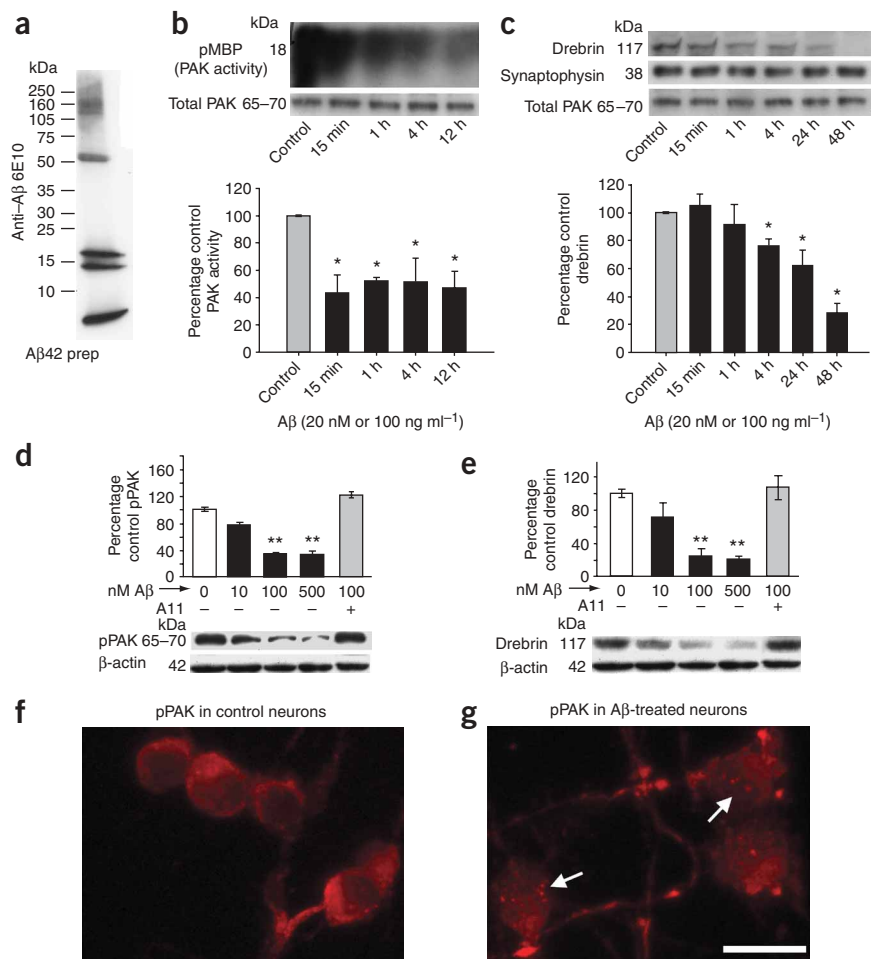 a
kDa
250
160
105
75
50
35
30
25
15
10
Anti–Aβ 6E10
Aβ42 prep
b
kDa
pMBP 18
(PAK activity)
Total PAK 65–70
Control 15 min 1 h 4 h 12 h
120
100
80
60
40
20
0
Percentage control
PAK activity
* * * *
Control 15 min 1 h 4 h 12 h
Aβ (20 nM or 100 ng ml⁻¹)
c
kDa
Drebrin 117
Synaptophysin 38
Total PAK 65–70
Control 15 min 1 h 4 h 24 h 48 h
120
100
80
60
40
20
0
Percentage control
drebrin
* * *
Control 15 min 1 h 4 h 24 h 48 h
Aβ (20 nM or 100 ng ml⁻¹)
d
160
120
80
40
0
Percentage
control pPAK
** **
nM Aβ 0 10 100 500 100
A11 – – – – +
kDa
pPAK 65–70
β-actin 42
e
120
80
40
0
Percentage
control drebrin
** **
nM Aβ 0 10 100 500 100
A11 – – – – +
kDa
Drebrin 117
β-actin 42
f
pPAK in control neurons
g
pPAK in Aβ-treated neurons